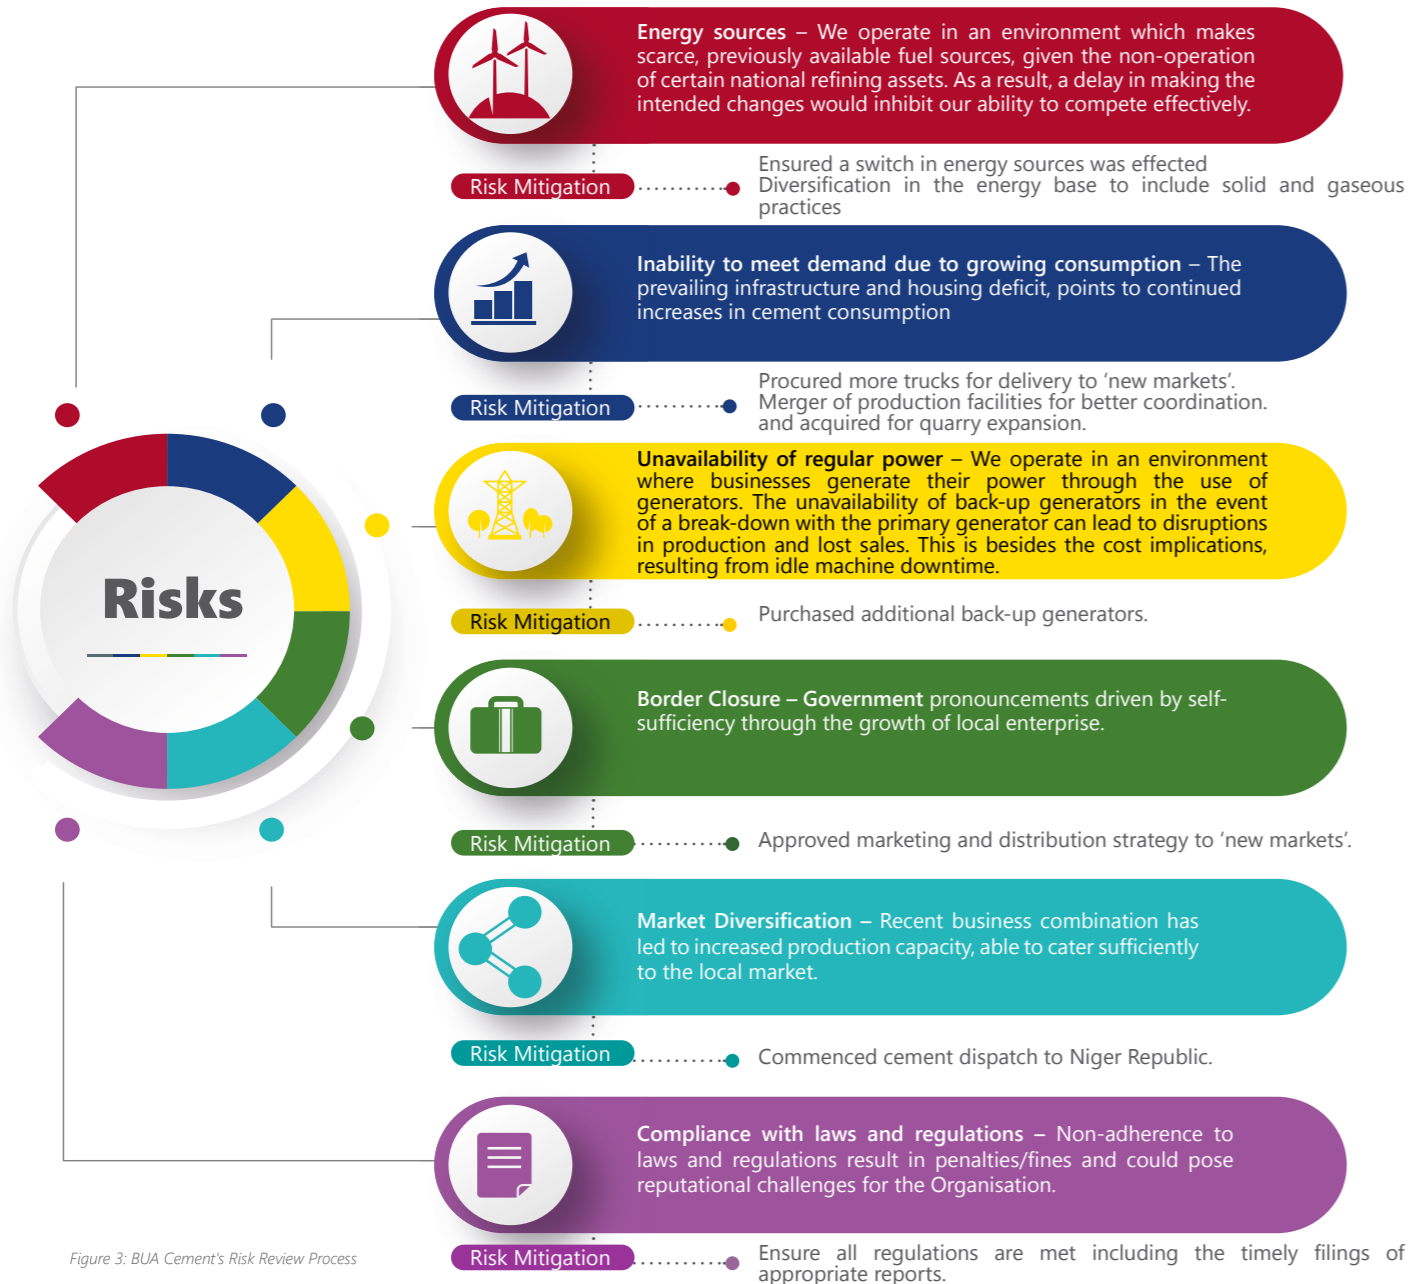 Energy sources – We operate in an environment which makes
scarce, previously available fuel sources, given the non-operation
of certain national refining assets. As a result, a delay in making the
intended changes would inhibit our ability to compete effectively.
Risk Mitigation
Ensured a switch in energy sources was effected
Diversification in the energy base to include solid and gaseous
practices
Inability to meet demand due to growing consumption – The
prevailing infrastructure and housing deficit, points to continued
increases in cement consumption
Risk Mitigation
Procured more trucks for delivery to ‘new markets’.
Merger of production facilities for better coordination.
and acquired for quarry expansion.
Unavailability of regular power – We operate in an environment
where businesses generate their power through the use of
generators. The unavailability of back-up generators in the event
of a break-down with the primary generator can lead to disruptions
in production and lost sales. This is besides the cost implications,
resulting from idle machine downtime.
Risk Mitigation
Purchased additional back-up generators.
Risks
Border Closure – Government pronouncements driven by self-
sufficiency through the growth of local enterprise.
Risk Mitigation
Approved marketing and distribution strategy to ‘new markets’.
Market Diversification – Recent business combination has
led to increased production capacity, able to cater sufficiently
to the local market.
Risk Mitigation
Commenced cement dispatch to Niger Republic.
Compliance with laws and regulations – Non-adherence to
laws and regulations result in penalties/fines and could pose
reputational challenges for the Organisation.
Risk Mitigation
Ensure all regulations are met including the timely filings of
appropriate reports.
Figure 3: BUA Cement's Risk Review Process